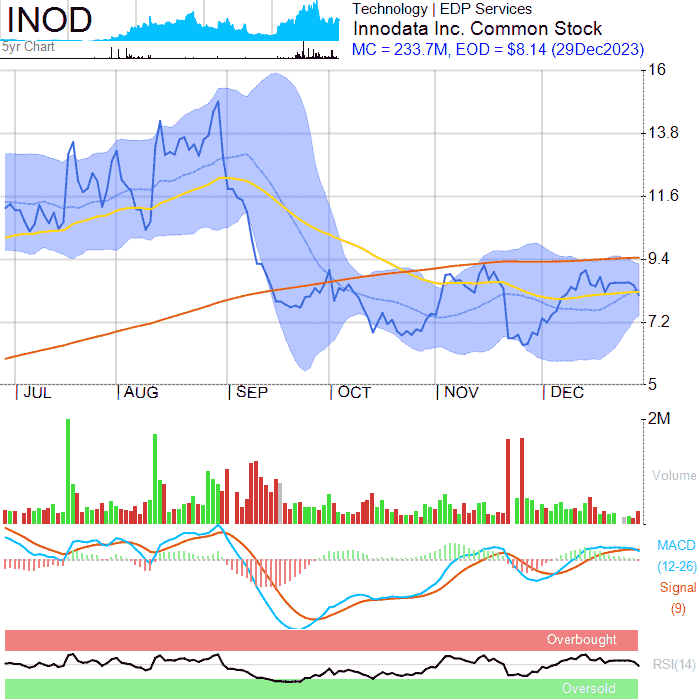 INOD
5yr Chart
Technology | EDP Services
Innodata Inc. Common Stock
MC = 233.7M, EOD = $8.14 (29Dec2023)
16
13.8
11.6
9.4
7.2
5
JUL
AUG
SEP
OCT
NOV
DEC
2M
Volume
MACD
(12-26)
Signal
(9)
Overbought
RSI(14)
Oversold